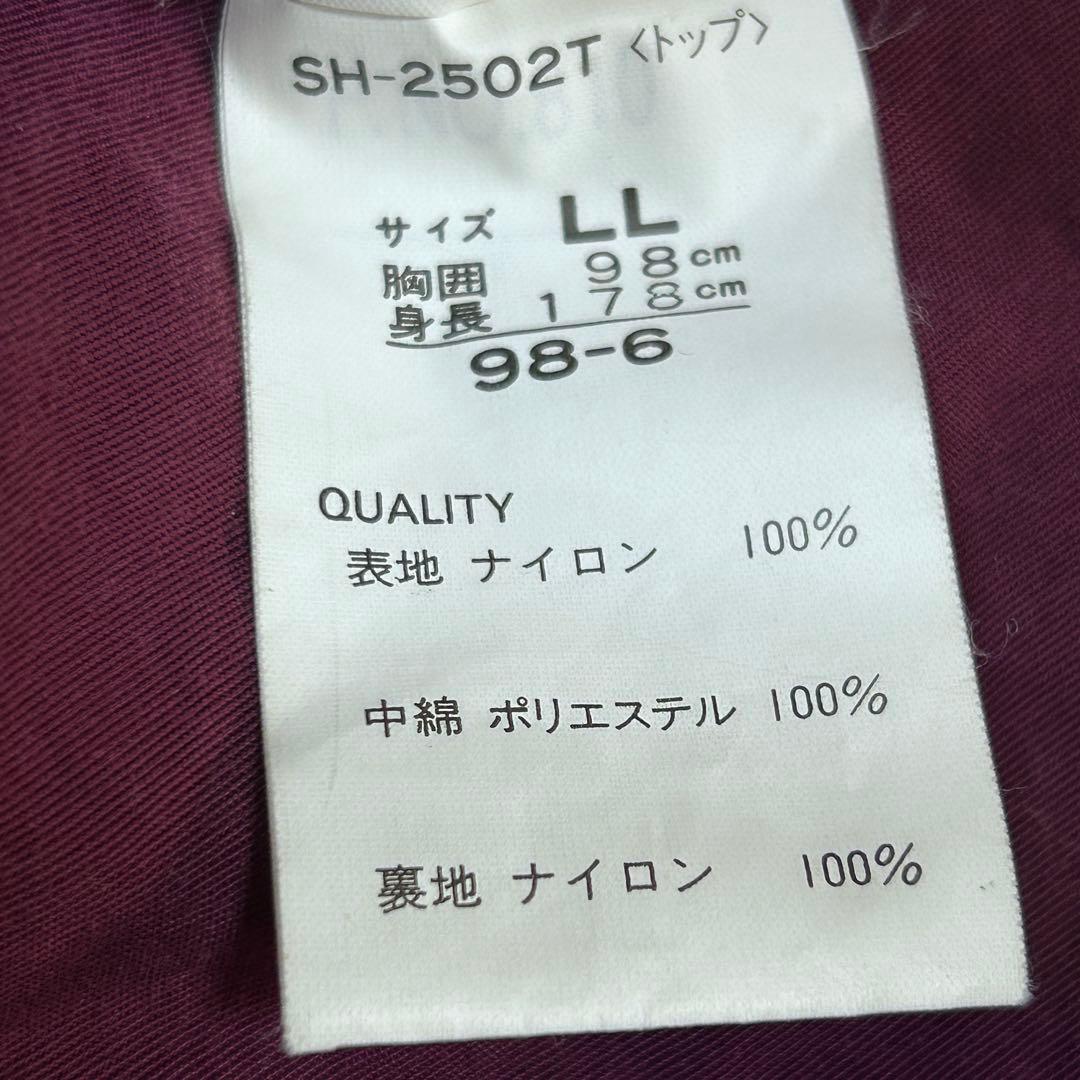 SH-2502T〈トップ〉
サイズ LL
胸囲 98cm
身長 178cm
98-6
QUALITY
表地 ナイロン 100%
中綿 ポリエステル 100%
裏地 ナイロン 100%